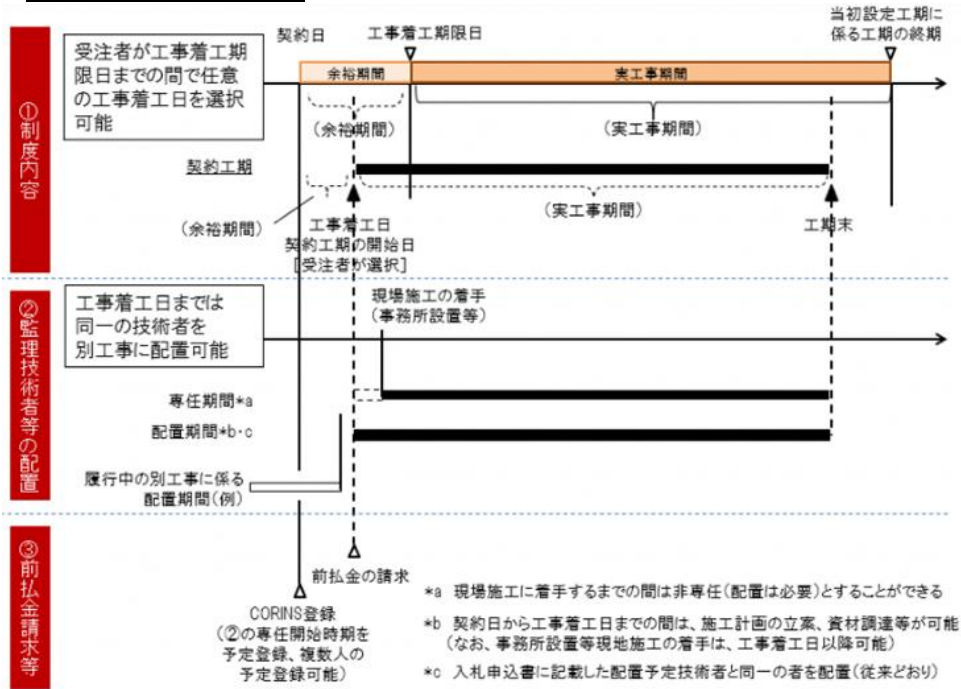 契約日
工事着工期限日
当初設定工期に
係る工期の終期
①制度内容
受注者が工事着工期
限日までの間で任意
の工事着工日を選択
可能
余裕期間
実工事期間
(余裕期間)
(実工事期間)
契約工期
(余裕期間)
工事着工日
契約工期の開始日
[受注者が選択]
(実工事期間)
工期末
②監理技術者等の配置
工事着工日までは
同一の技術者を
別工事に配置可能
現場施工の着手
(事務所設置等)
専任期間*a
配置期間*b・c
履行中の別工事に係る
配置期間(例)
③前払金請求等
前払金の請求
CORINS登録
(②の専任開始時期を
予定登録、複数人の
予定登録可能)
*a 現場施工に着手するまでの間は非専任(配置は必要)とすることができる
*b 契約日から工事着工日までの間は、施工計画の立案、資材調達等が可能
(なお、事務所設置等現地施工の着手は、工事着工日以降可能)
*c 入札申込書に記載した配置予定技術者と同一の者を配置(従来どおり)